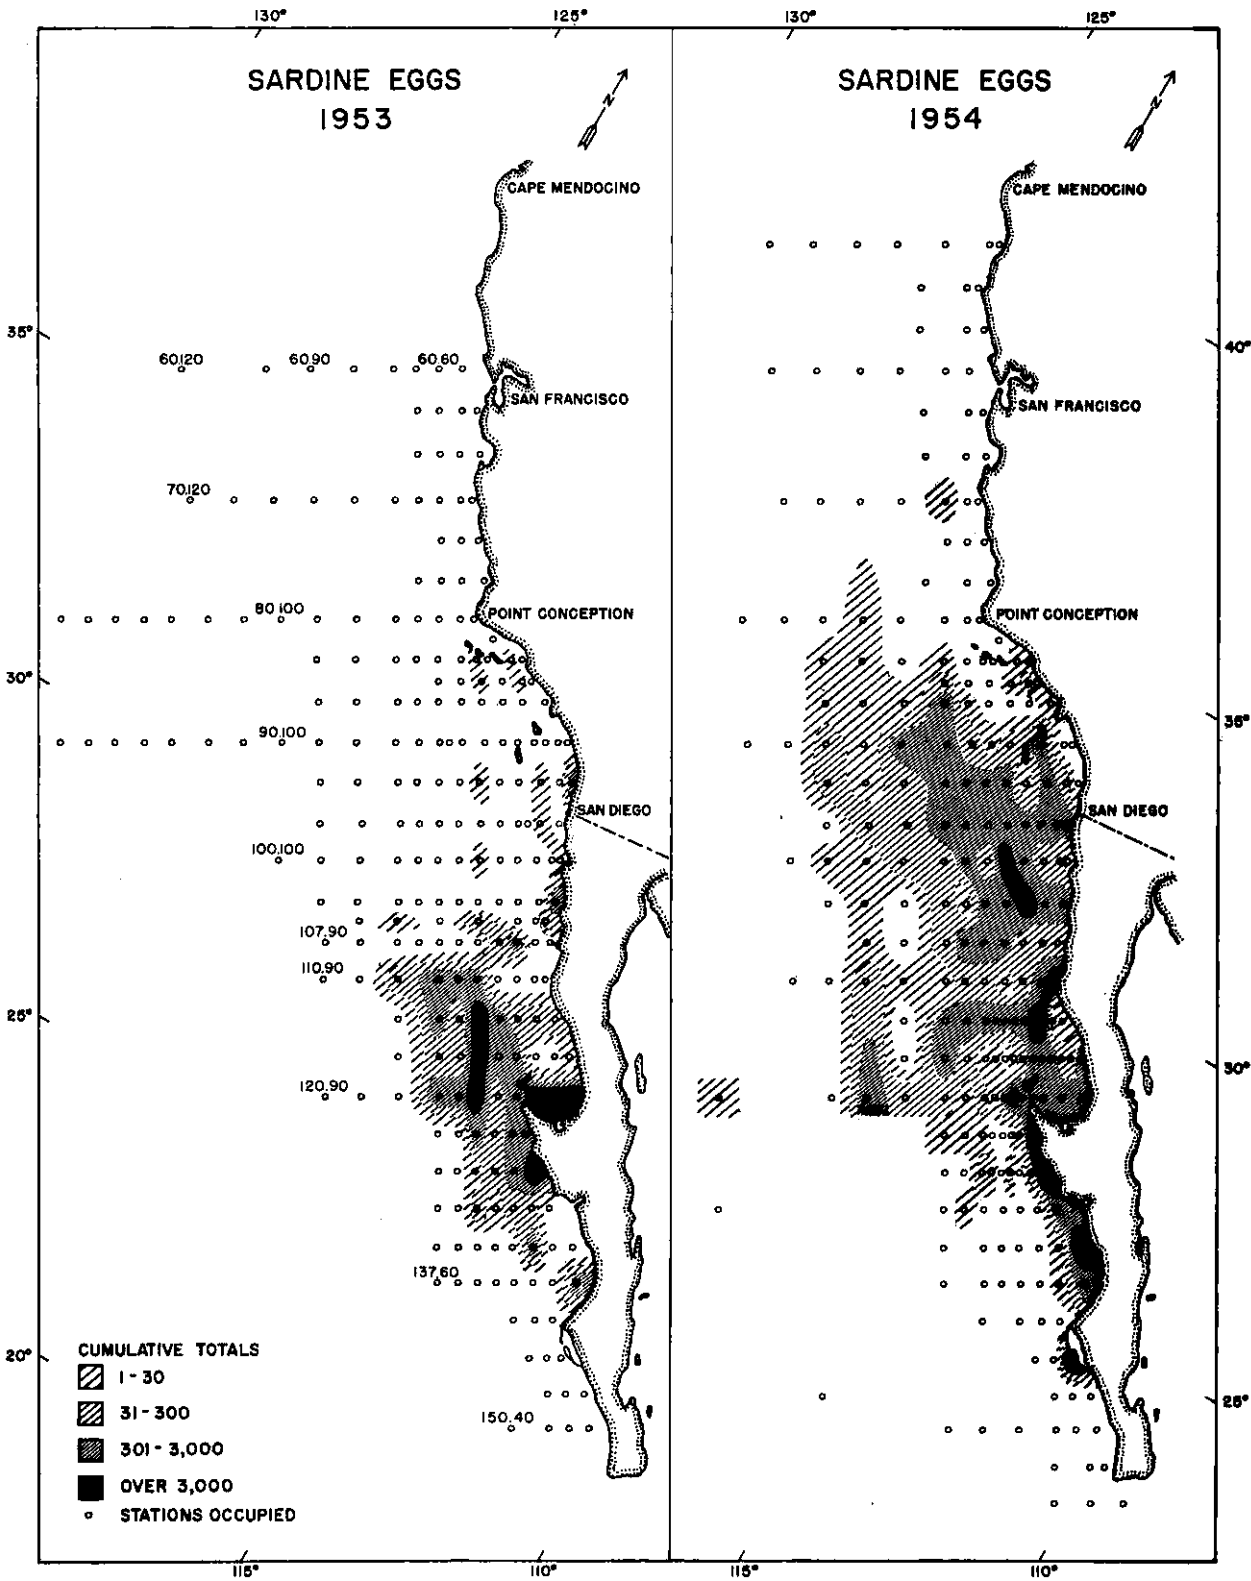 130°
125°
130°
125°
SARDINE EGGS
1953
N
SARDINE EGGS
1954
N
CAPE MENDOCINO
CAPE MENDOCINO
35°
40°
60.120
60.90
60.60
SAN FRANCISCO
SAN FRANCISCO
70.120
80.100
POINT CONCEPTION
POINT CONCEPTION
30°
35°
90.100
SAN DIEGO
SAN DIEGO
100.100
107.90
110.90
25°
30°
120.90
137.60
20°
25°
CUMULATIVE TOTALS
1-30
31-300
301-3,000
OVER 3,000
STATIONS OCCUPIED
150.40
115°
110°
115°
110°